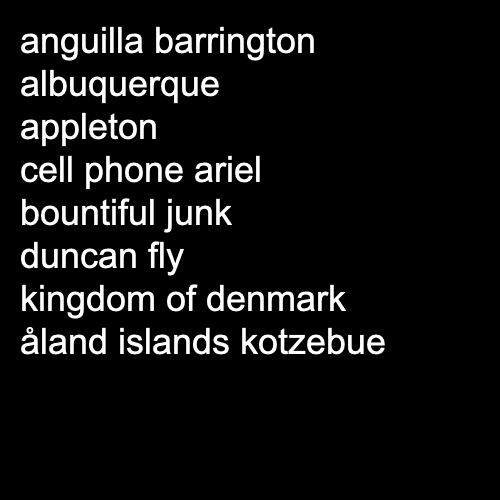 anguilla barrington
albuquerque
appleton
cell phone ariel
bountiful junk
duncan fly
kingdom of denmark
åland islands kotzebue